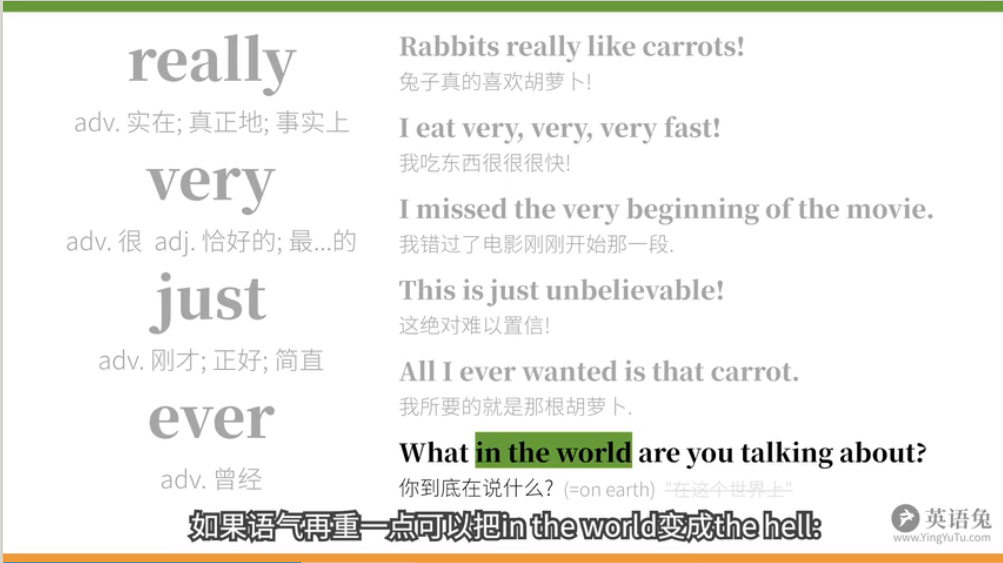 really
adv. 实在; 真正地; 事实上
very
adv. 很 adj. 恰好的; 最...的
just
adv. 刚才; 正好; 简直
ever
adv. 曾经
Rabbits really like carrots!
兔子真的喜欢胡萝卜!
I eat very, very, very fast!
我吃东西很很很快!
I missed the very beginning of the movie.
我错过了电影刚刚开始那一段.
This is just unbelievable!
这绝对难以置信!
All I ever wanted is that carrot.
我所要的就是那根胡萝卜.
What in the world are you talking about?
你到底在说什么? (=on earth) "在这个世界上"
如果语气再重一点可以把in the world变成the hell:
英语兔
www.YingYuTu.com